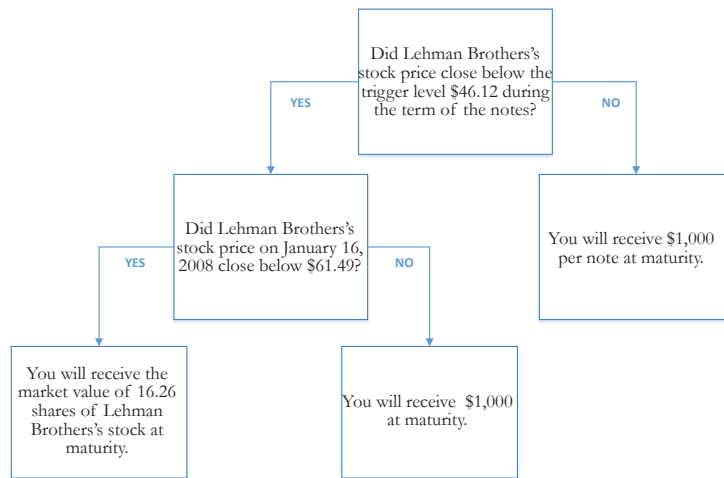 Did Lehman Brothers's
stock price close below the
trigger level $46.12 during
the term of the notes?
YES
NO
Did Lehman Brothers's
stock price on January 16,
2008 close below $61.49?
You will receive $1,000
per note at maturity.
YES
NO
You will receive the
market value of 16.26
shares of Lehman
Brothers's stock at
maturity.
You will receive $1,000
at maturity.